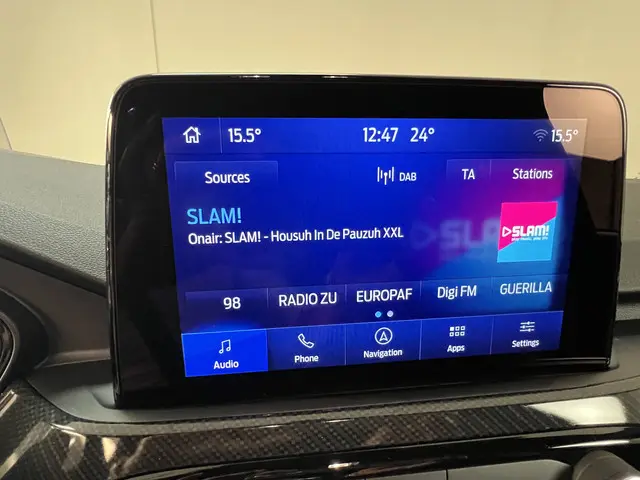 15.5° 12:47 24° 15.5°
Sources DAB TA Stations
SLAM!
Onair: SLAM! - Housuh In De Pauzuh XXL
SLAM!
98 RADIO ZU EUROPAF Digi FM GUERILLA
Audio Phone Navigation Apps Settings